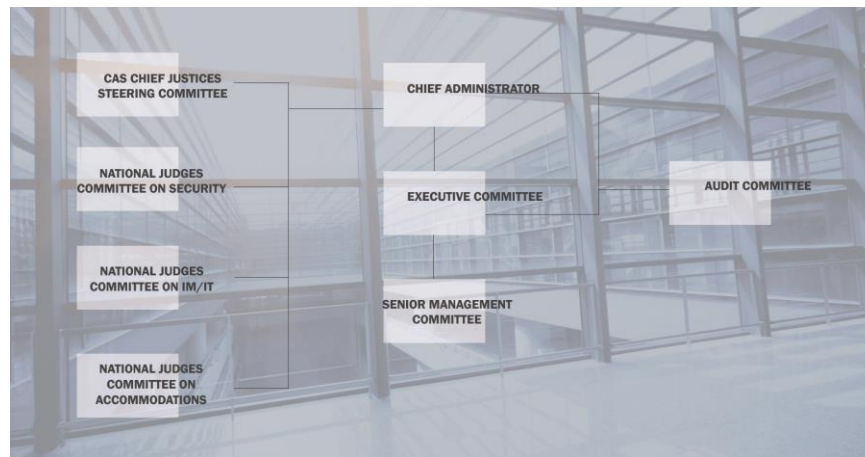 CAS CHIEF JUSTICES
STEERING COMMITTEE
CHIEF ADMINISTRATOR
NATIONAL JUDGES
COMMITTEE ON SECURITY
EXECUTIVE COMMITTEE
AUDIT COMMITTEE
NATIONAL JUDGES
COMMITTEE ON IM/IT
SENIOR MANAGEMENT
COMMITTEE
NATIONAL JUDGES
COMMITTEE ON
ACCOMMODATIONS